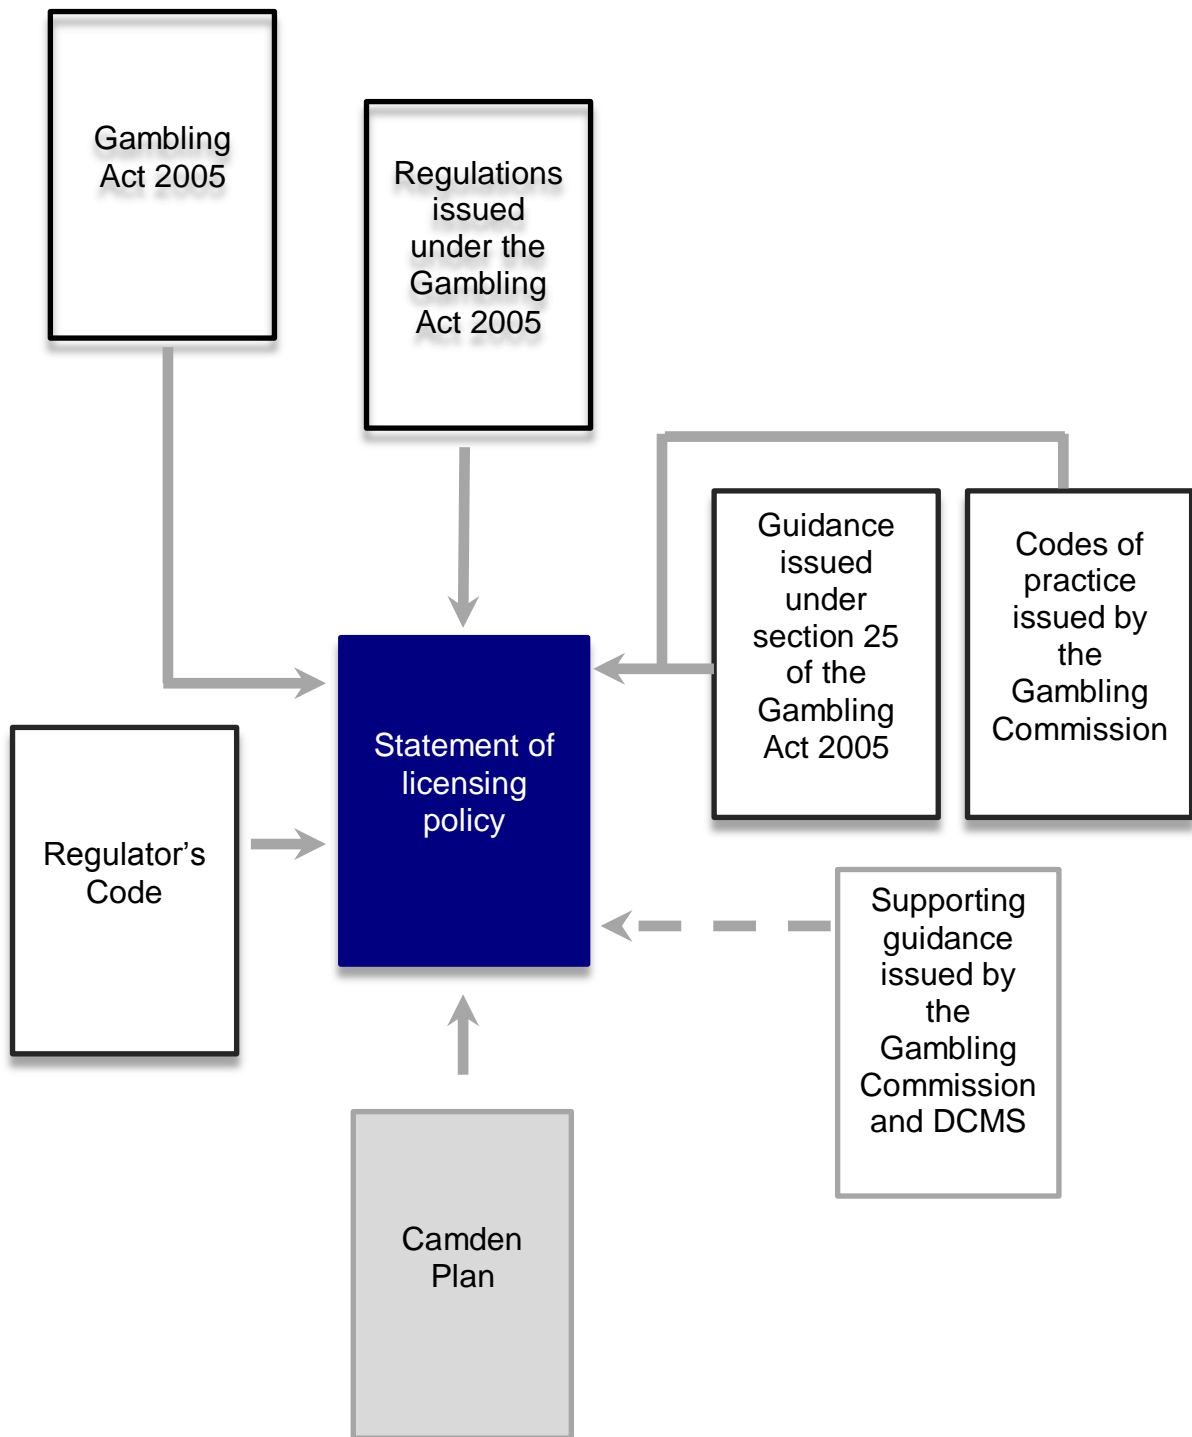 Gambling
Act 2005
Regulations
issued
under the
Gambling
Act 2005
Guidance
issued
under
section 25
of the
Gambling
Act 2005
Codes of
practice
issued by
the
Gambling
Commission
Statement of
licensing
policy
Regulator’s
Code
Supporting
guidance
issued by
the
Gambling
Commission
and DCMS
Camden
Plan